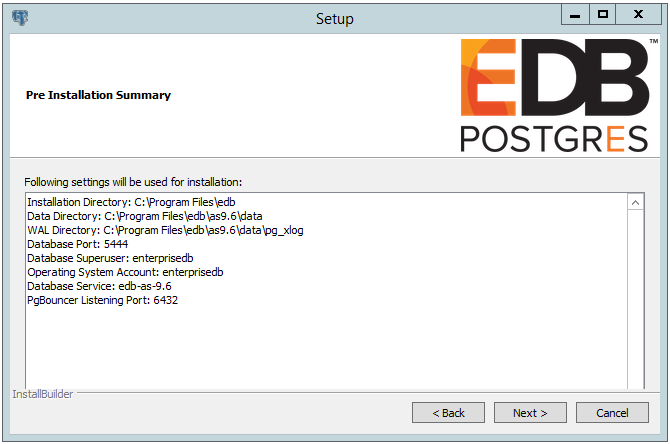 Setup
EDB™
POSTGRES
Pre Installation Summary
Following settings will be used for installation:
Installation Directory: C:\Program Files\edb
Data Directory: C:\Program Files\edb\as9.6\data
WAL Directory: C:\Program Files\edb\as9.6\data\pg_xlog
Database Port: 5444
Database Superuser: enterprisedb
Operating System Account: enterprisedb
Database Service: edb-as-9.6
PgBouncer Listening Port: 6432
InstallBuilder
< Back
Next >
Cancel